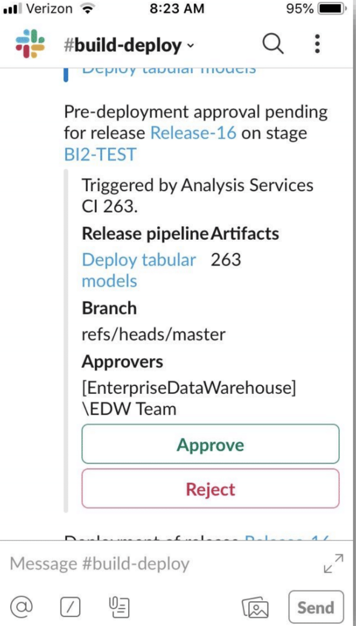 Verizon 8:23 AM 95%
#build-deploy
Deploy tabular models
Pre-deployment approval pending
for release Release-16 on stage
BI2-TEST
Triggered by Analysis Services
CI 263.
Release pipeline Artifacts
Deploy tabular 263
models
Branch
refs/heads/master
Approvers
[EnterpriseDataWarehouse]
\EDW Team
Approve
Reject
Deployment of release Release-16
Message #build-deploy
Send